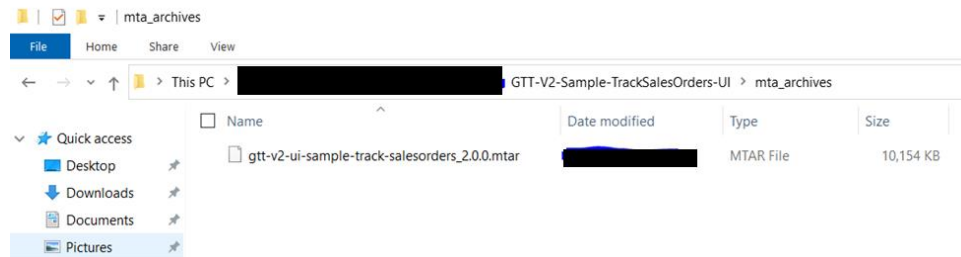 mta_archives
File Home Share View
This PC > GTT-V2-Sample-TrackSalesOrders-UI > mta_archives
Name Date modified Type Size
Quick access
gtt-v2-ui-sample-track-salesorders_2.0.0.mtar MTAR File 10,154 KB
Desktop
Downloads
Documents
Pictures